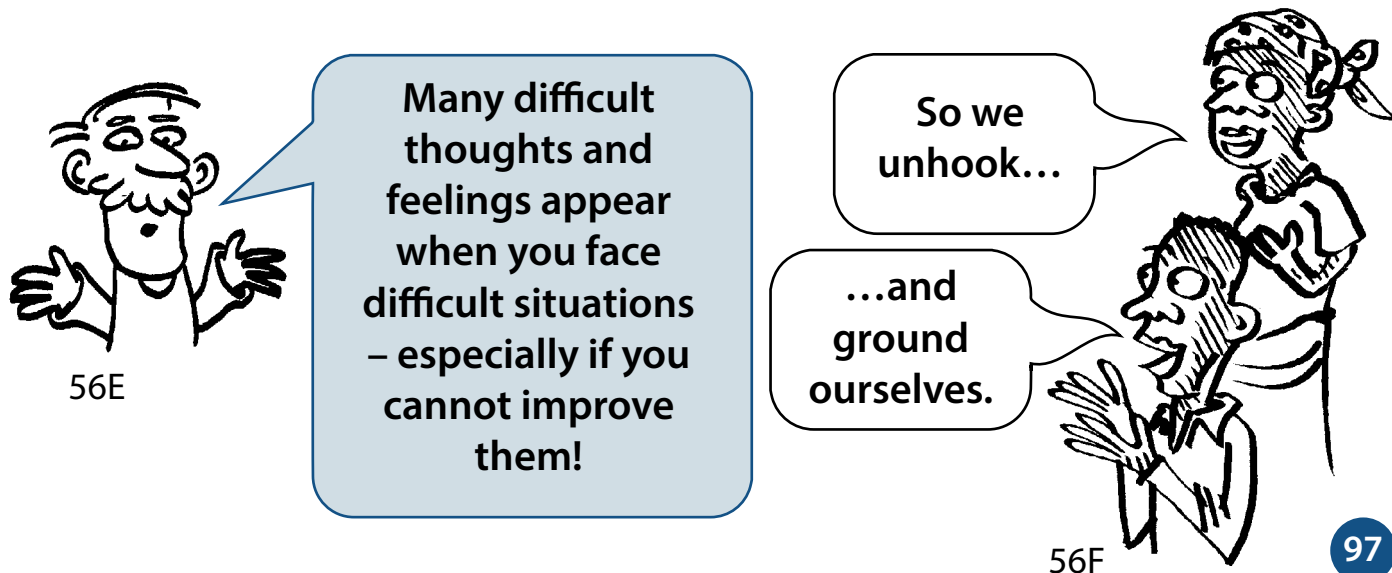 Many difficult
thoughts and
feelings appear
when you face
difficult situations
– especially if you
cannot improve
them!
56E
So we
unhook…
…and
ground
ourselves.
56F
97